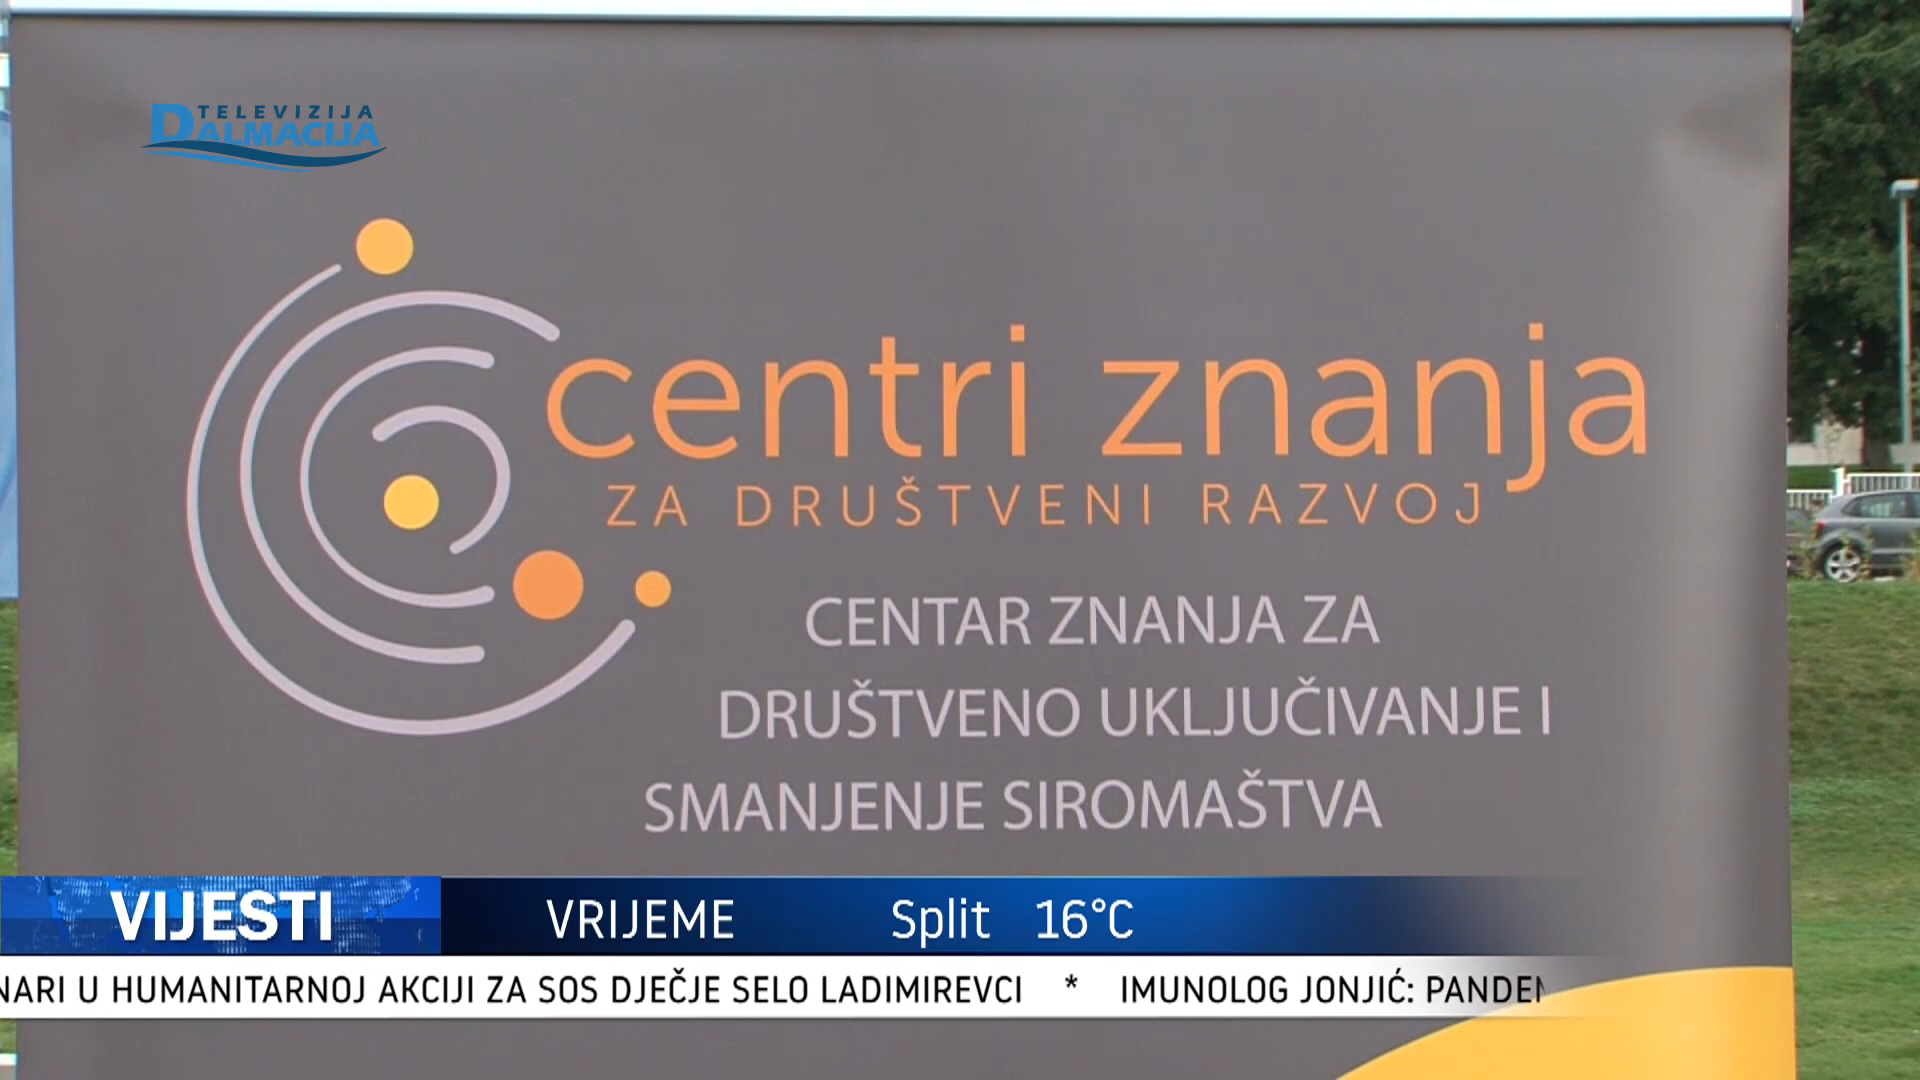 TELEVIZIJA
DALMACIJA
centri znanja
ZA DRUŠTVENI RAZVOJ
CENTAR ZNANJA ZA
DRUŠTVENO UKLJUČIVANJE I
SMANJENJE SIROMAŠTVA
VIJESTI VRIJEME Split 16°C
U HUMANITARNOJ AKCIJI ZA SOS DJEČJE SELO LADIMIREVCI * IMUNOLOG JONJIĆ: